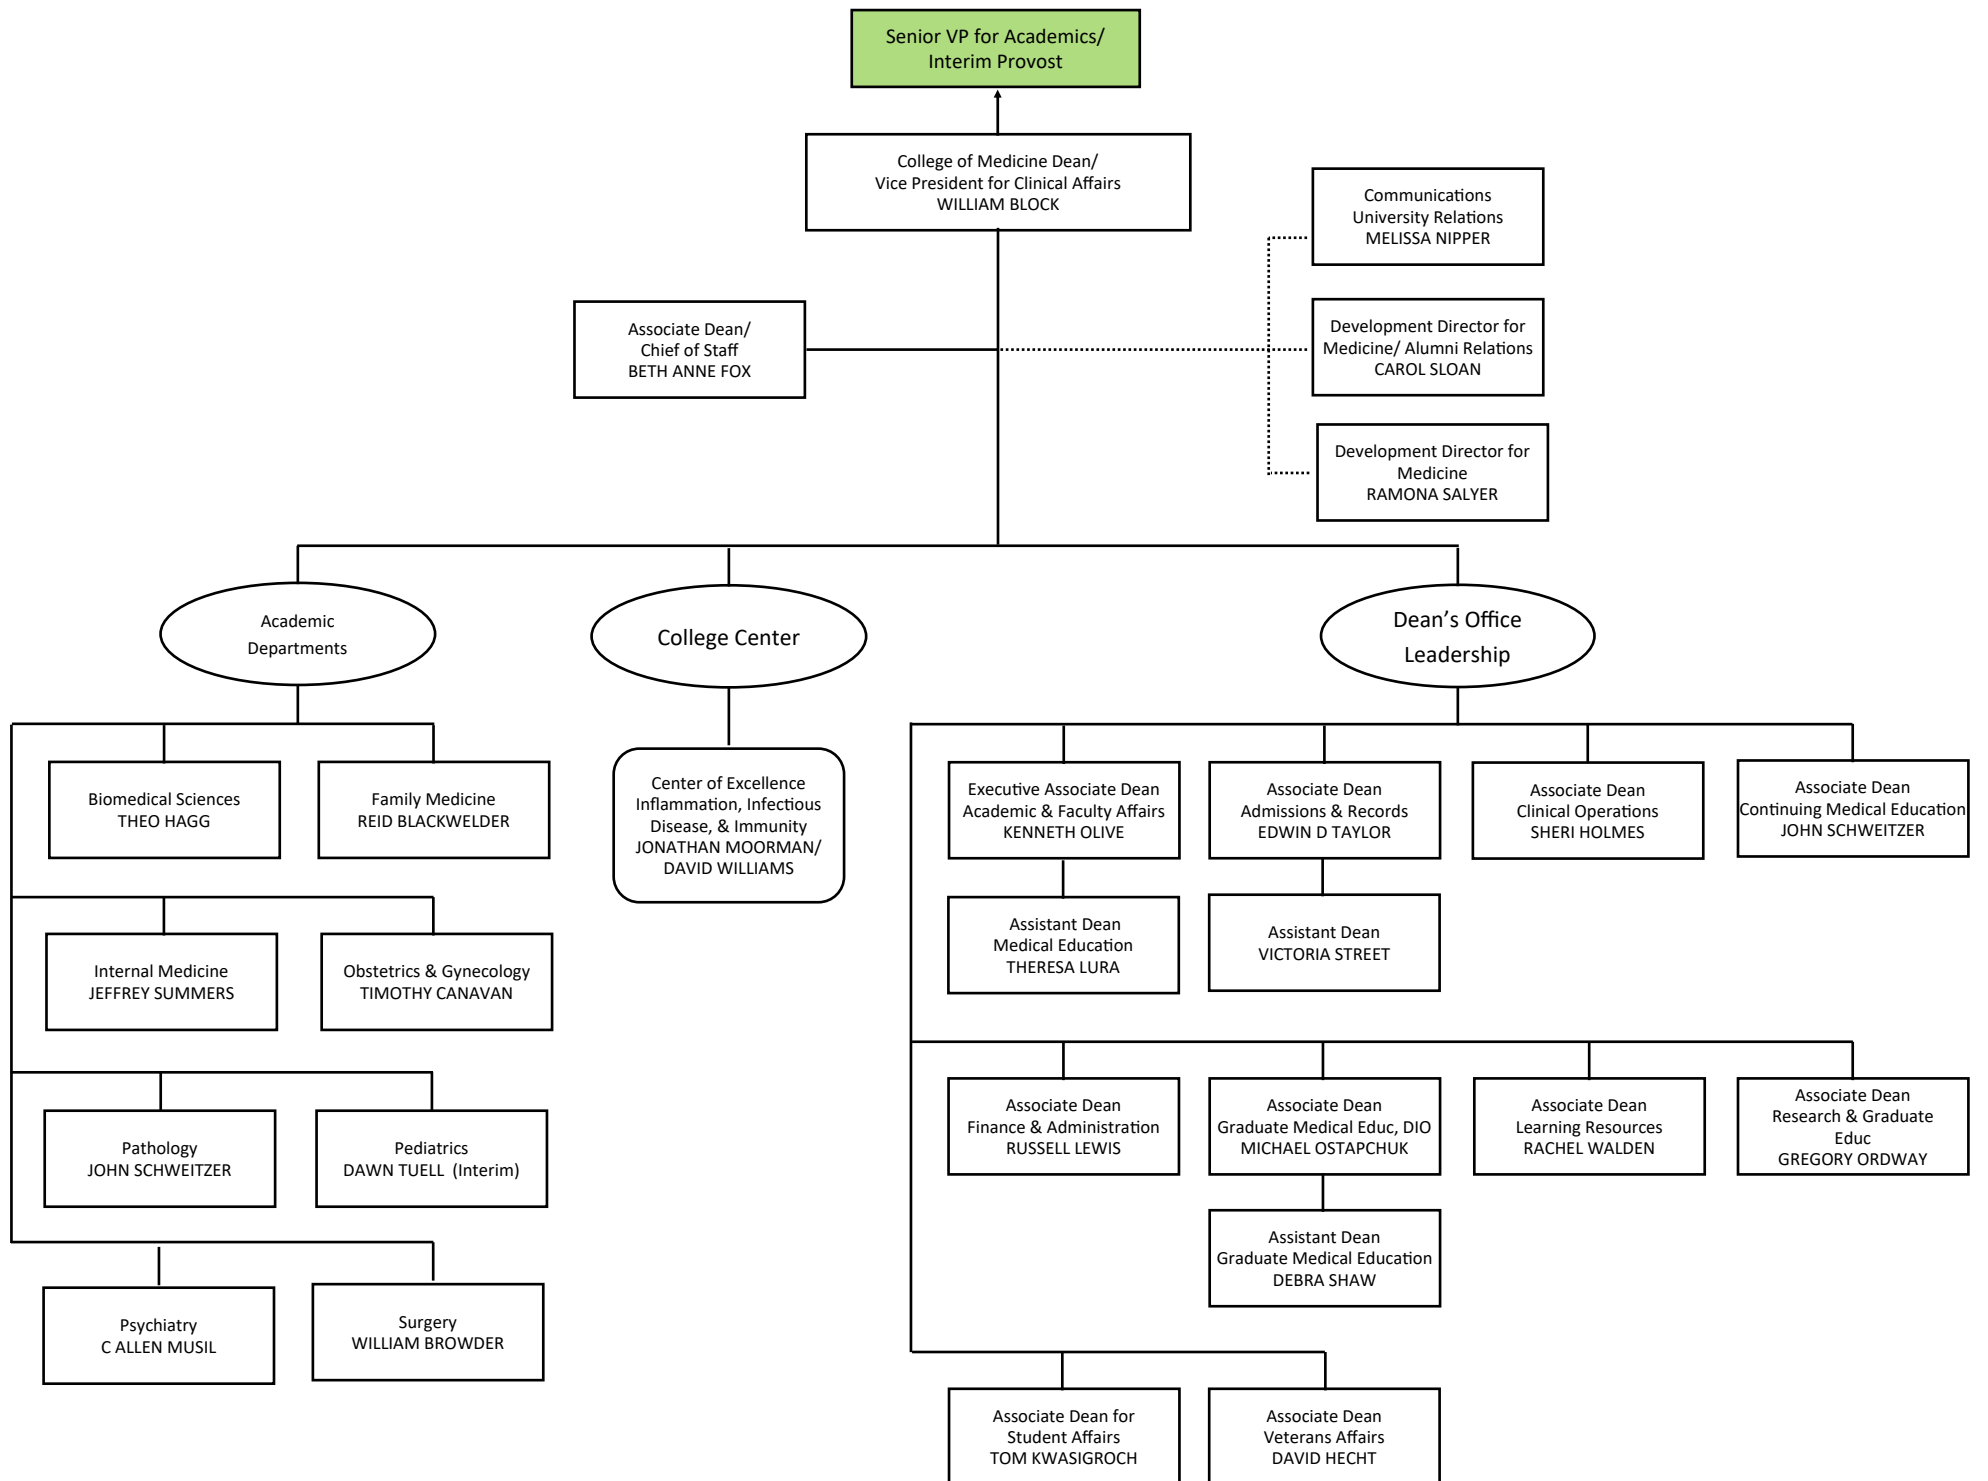 Senior VP for Academics/
Interim Provost
College of Medicine Dean/
Vice President for Clinical Affairs
WILLIAM BLOCK
Communications
University Relations
MELISSA NIPPER
Associate Dean/
Chief of Staff
BETH ANNE FOX
Development Director for
Medicine/ Alumni Relations
CAROL SLOAN
Development Director for
Medicine
RAMONA SALYER
Academic
Departments
College Center
Dean’s Office
Leadership
Biomedical Sciences
THEO HAGG
Family Medicine
REID BLACKWELDER
Internal Medicine
JEFFREY SUMMERS
Obstetrics & Gynecology
TIMOTHY CANAVAN
Pathology
JOHN SCHWEITZER
Pediatrics
DAWN TUELL (Interim)
Psychiatry
C ALLEN MUSIL
Surgery
WILLIAM BROWDER
Center of Excellence
Inflammation, Infectious
Disease, & Immunity
JONATHAN MOORMAN/
DAVID WILLIAMS
Executive Associate Dean
Academic & Faculty Affairs
KENNETH OLIVE
Associate Dean
Admissions & Records
EDWIN D TAYLOR
Associate Dean
Clinical Operations
SHERI HOLMES
Associate Dean
Continuing Medical Education
JOHN SCHWEITZER
Assistant Dean
Medical Education
THERESA LURA
Assistant Dean
VICTORIA STREET
Associate Dean
Finance & Administration
RUSSELL LEWIS
Associate Dean
Graduate Medical Educ, DIO
MICHAEL OSTAPCHUK
Associate Dean
Learning Resources
RACHEL WALDEN
Associate Dean
Research & Graduate
Educ
GREGORY ORDWAY
Assistant Dean
Graduate Medical Education
DEBRA SHAW
Associate Dean for
Student Affairs
TOM KWASIGROCH
Associate Dean
Veterans Affairs
DAVID HECHT